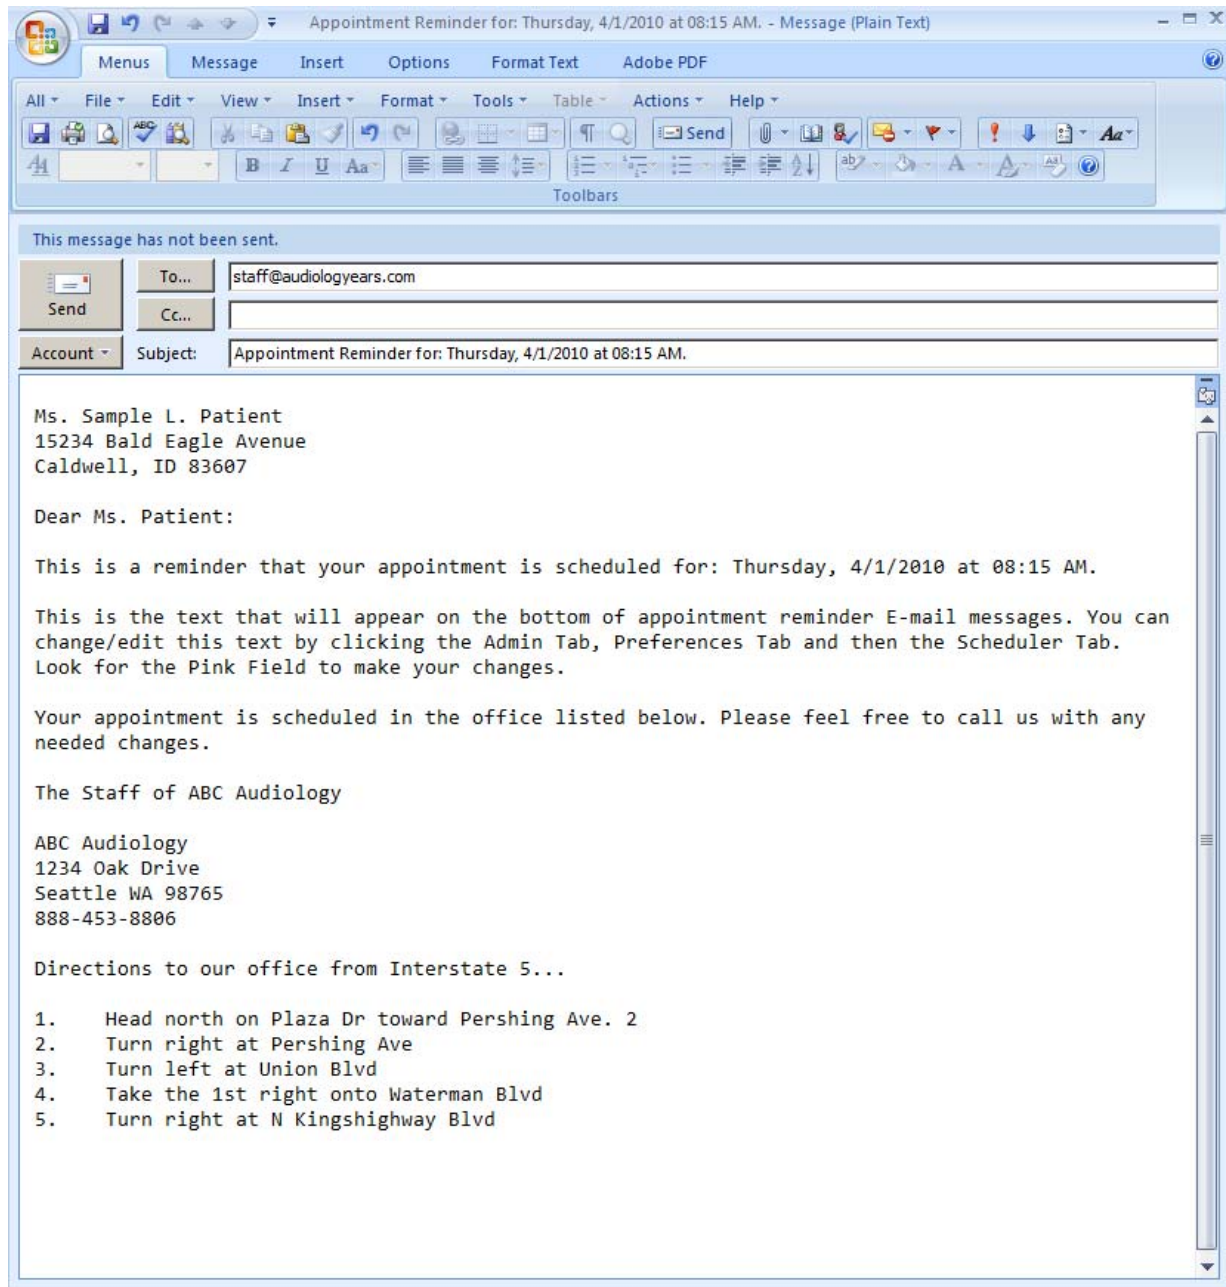 Appointment Reminder for: Thursday, 4/1/2010 at 08:15 AM. - Message (Plain Text)
Menus Message Insert Options Format Text Adobe PDF
All File Edit View Insert Format Tools Table Actions Help
ABC Send Aa
A B I U Aa ab A A AB
Toolbars
This message has not been sent.
Send
To... staff@audiologyears.com
Cc...
Account Subject: Appointment Reminder for: Thursday, 4/1/2010 at 08:15 AM.
Ms. Sample L. Patient
15234 Bald Eagle Avenue
Caldwell, ID 83607
Dear Ms. Patient:
This is a reminder that your appointment is scheduled for: Thursday, 4/1/2010 at 08:15 AM.
This is the text that will appear on the bottom of appointment reminder E-mail messages. You can
change/edit this text by clicking the Admin Tab, Preferences Tab and then the Scheduler Tab.
Look for the Pink Field to make your changes.
Your appointment is scheduled in the office listed below. Please feel free to call us with any
needed changes.
The Staff of ABC Audiology
ABC Audiology
1234 Oak Drive
Seattle WA 98765
888-453-8806
Directions to our office from Interstate 5...
1. Head north on Plaza Dr toward Pershing Ave. 2
2. Turn right at Pershing Ave
3. Turn left at Union Blvd
4. Take the 1st right onto Waterman Blvd
5. Turn right at N Kingshighway Blvd